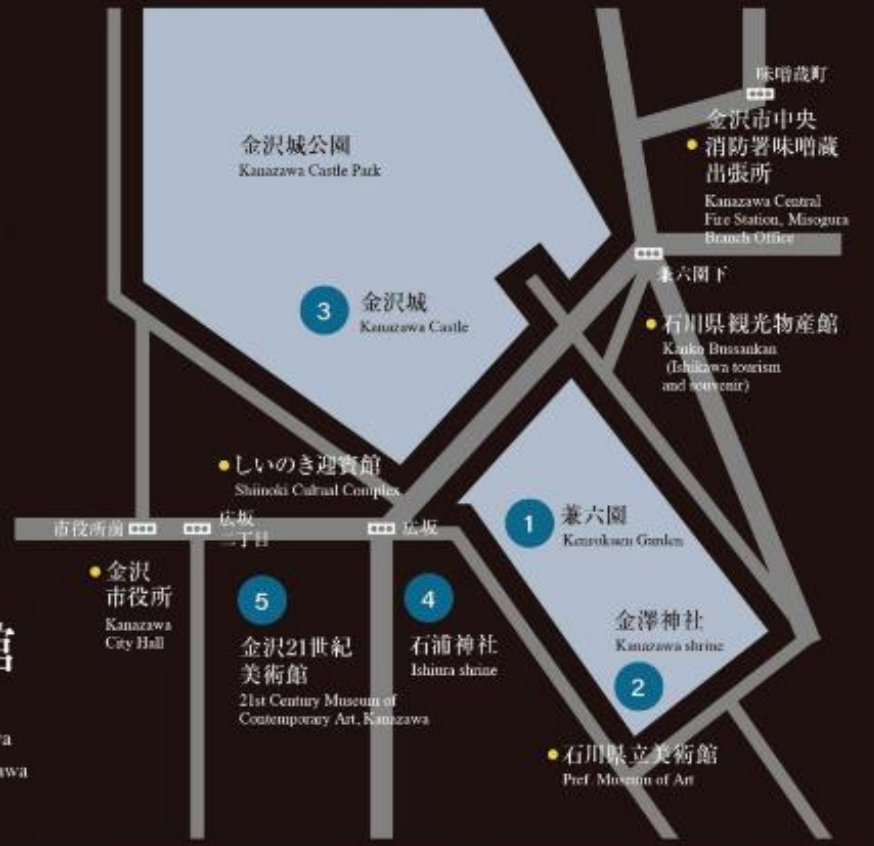 味噌蔵町
金沢市中央
消防署味噌蔵
出張所
Kanazawa Central
Fire Station, Misogura
Branch Office
金沢城公園
Kanazawa Castle Park
兼六園下
3
金沢城
Kanazawa Castle
石川県観光物産館
Kanko Bussankan
(Ishikawa tourism
and souvenir)
しいのき迎賓館
Shiinoki Cultual Complex
市役所前
広坂
二丁目
広坂
1
兼六園
Kenrokuen Garden
金沢
市役所
Kanazawa
City Hall
5
金沢21世紀
美術館
21st Century Museum of
Contemporary Art, Kanazawa
4
石浦神社
Ishiura shrine
金澤神社
Kanazawa shrine
2
館
石川県立美術館
Pref. Museum of Art